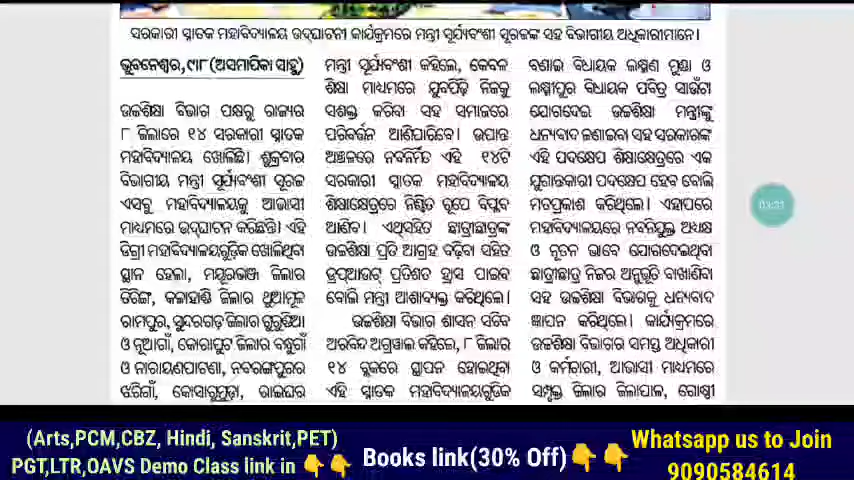 ସରକାରୀ ସ୍ନାତକ ମହାବିଦ୍ୟାଳୟ ଉଦ୍‌ଘାଟନୀ କାର୍ଯ୍ୟକ୍ରମରେ ମନ୍ତ୍ରୀ ସୂର୍ଯ୍ୟବଂଶୀ ସୂରଜଙ୍କ ସହ ବିଭାଗୀୟ ଅଧିକାରୀମାନେ।
ଭୁବନେଶ୍ବର, ୯।୮ (ଅସମାପିକା ସାହୁ)
ଉଚ୍ଚଶିକ୍ଷା ବିଭାଗ ପକ୍ଷରୁ ରାଜ୍ୟର
୮ ଜିଲାରେ ୧୪ ସରକାରୀ ସ୍ନାତକ
ମହାବିଦ୍ୟାଳୟ ଖୋଲିଛି। ଶୁକ୍ରବାର
ବିଭାଗୀୟ ମନ୍ତ୍ରୀ ସୂର୍ଯ୍ୟବଂଶୀ ସୂରଜ
ଏସବୁ ମହାବିଦ୍ୟାଳୟକୁ ଆଭାସୀ
ମାଧ୍ୟମରେ ଉଦ୍‌ଘାଟନ କରିଛନ୍ତି। ଏହି
ଡିଗ୍ରୀ ମହାବିଦ୍ୟାଳୟଗୁଡ଼ିକ ଖୋଲିଥିବା
ସ୍ଥାନ ହେଲା, ମୟୂରଭଞ୍ଜ ଜିଲାର
ତିରିଙ୍ଗ, କଳାହାଣ୍ଡି ଜିଲାର ଥୁଆମୂଳ
ରାମପୁର, ସୁନ୍ଦରଗଡ଼ ଜିଲାର ଗୁରୁଣ୍ଡିଆ
ଓ ନୂଆଗାଁ, କୋରାପୁଟ ଜିଲାର ବନ୍ଧୁଗାଁ
ଓ ନାରାୟଣପାଟଣା, ନବରଙ୍ଗପୁରର
ଝରିଗାଁ, କୋସାଗୁମୁଡ଼ା, ରାଇଘର
ମନ୍ତ୍ରୀ ସୂର୍ଯ୍ୟବଂଶୀ କହିଲେ, କେବଳ
ଶିକ୍ଷା ମାଧ୍ୟମରେ ଯୁବପିଢ଼ି ନିଜକୁ
ସଶକ୍ତ କରିବା ସହ ସମାଜରେ
ପରିବର୍ତ୍ତନ ଆଣିପାରିବେ। ଉପାନ୍ତ
ଅଞ୍ଚଳରେ ନବନିର୍ମିତ ଏହି ୧୪ଟି
ସରକାରୀ ସ୍ନାତକ ମହାବିଦ୍ୟାଳୟ
ଶିକ୍ଷାକ୍ଷେତ୍ରରେ ନିଶ୍ଚିତ ରୂପେ ବିପ୍ଳବ
ଆଣିବ। ଏଥିସହିତ ଛାତ୍ରୀଛାତ୍ରଙ୍କ
ଉଚ୍ଚଶିକ୍ଷା ପ୍ରତି ଆଗ୍ରହ ବଢ଼ିବା ସହିତ
ଡ୍ରପ୍‌ଆଉଟ୍ ପ୍ରତିଶତ ହ୍ରାସ ପାଇବ
ବୋଲି ମନ୍ତ୍ରୀ ଆଶାବ୍ୟକ୍ତ କରିଥିଲେ।
ଉଚ୍ଚଶିକ୍ଷା ବିଭାଗ ଶାସନ ସଚିବ
ଅରବିନ୍ଦ ଅଗ୍ରୱାଲ କହିଲେ, ୮ ଜିଲାର
୧୪ ବ୍ଲକରେ ସ୍ଥାପନ ହୋଇଥିବା
ଏହି ସ୍ନାତକ ମହାବିଦ୍ୟାଳୟଗୁଡ଼ିକ
ବଣାଇ ବିଧାୟକ ଲକ୍ଷ୍ମଣ ମୁଣ୍ଡା ଓ
ଲକ୍ଷ୍ମୀପୁର ବିଧାୟକ ପବିତ୍ର ସାଉଁଟା
ଯୋଗଦେଇ ଉଚ୍ଚଶିକ୍ଷା ମନ୍ତ୍ରୀଙ୍କୁ
ଧନ୍ୟବାଦ ଜଣାଇବା ସହ ସରକାରଙ୍କ
ଏହି ପଦକ୍ଷେପ ଶିକ୍ଷାକ୍ଷେତ୍ରରେ ଏକ
ଯୁଗାନ୍ତକାରୀ ପଦକ୍ଷେପ ହେବ ବୋଲି
ମତପ୍ରକାଶ କରିଥିଲେ। ଏହାପରେ
ମହାବିଦ୍ୟାଳୟରେ ନବନିଯୁକ୍ତ ଅଧ୍ୟକ୍ଷ
ଓ ନୂତନ ଭାବେ ଯୋଗଦେଇଥିବା
ଛାତ୍ରୀଛାତ୍ର ନିଜର ଅନୁଭୂତି ବାଖାଣିବା
ସହ ଉଚ୍ଚଶିକ୍ଷା ବିଭାଗକୁ ଧନ୍ୟବାଦ
ଜ୍ଞାପନ କରିଥିଲେ। କାର୍ଯ୍ୟକ୍ରମରେ
ଉଚ୍ଚଶିକ୍ଷା ବିଭାଗର ସମସ୍ତ ଅଧିକାରୀ
ଓ କର୍ମଚାରୀ, ଆଭାସୀ ମାଧ୍ୟମରେ
ସମ୍ପୃକ୍ତ ଜିଲାର ଜିଲାପାଳ, ଗୋଷ୍ଠୀ
(Arts,PCM,CBZ, Hindi, Sanskrit,PET)
PGT,LTR,OAVS Demo Class link in 👇👇
Books link(30% Off)👇👇
Whatsapp us to Join
9090584614